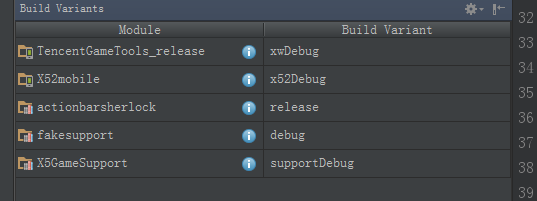 Build Variants
Module Build Variant
TencentGameTools_release xwDebug
X52mobile x52Debug
actionbarsherlock release
fakesupport debug
X5GameSupport supportDebug
32
33
33
34
35
36
37
38
39